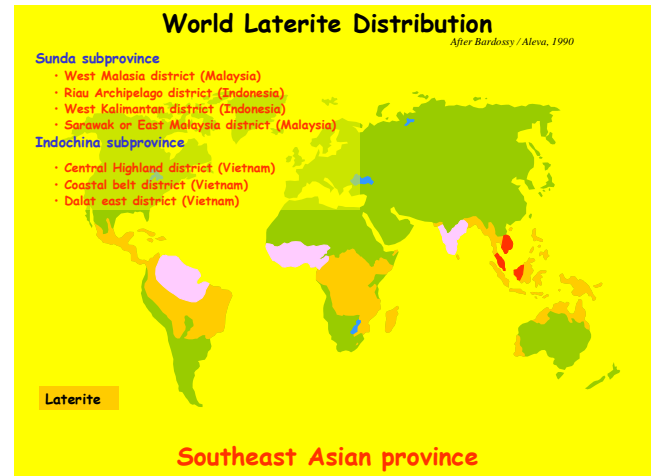 World Laterite Distribution
After Bardossy / Aleva, 1990
Sunda subprovince
• West Malasia district (Malaysia)
• Riau Archipelago district (Indonesia)
• West Kalimantan district (Indonesia)
• Sarawak or East Malaysia district (Malaysia)
Indochina subprovince
• Central Highland district (Vietnam)
• Coastal belt district (Vietnam)
• Dalat east district (Vietnam)
Laterite
Southeast Asian province